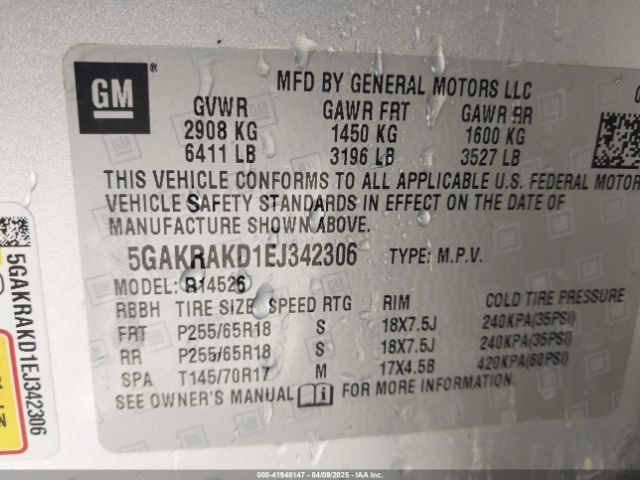 GM ®
MFD BY GENERAL MOTORS LLC
GVWR GAWR FRT GAWR RR
2908 KG 1450 KG 1600 KG
6411 LB 3196 LB 3527 LB
THIS VEHICLE CONFORMS TO ALL APPLICABLE U.S. FEDERAL MOTOR
VEHICLE SAFETY STANDARDS IN EFFECT ON THE DATE OF
MANUFACTURE SHOWN ABOVE.
5GAKRAKD1EJ342306 TYPE: M.P.V.
MODEL: R14526
RBBH TIRE SIZE SPEED RTG RIM COLD TIRE PRESSURE
FRT P255/65R18 S 18X7.5J 240KPA(35PSI)
RR P255/65R18 S 18X7.5J 240KPA(35PSI)
SPA T145/70R17 M 17X4.5B 420KPA(60PSI)
SEE OWNER'S MANUAL i FOR MORE INFORMATION.
5GAKRAKD1EJ342306
000-41948147 - 04/09/2025 - IAAI, Inc.